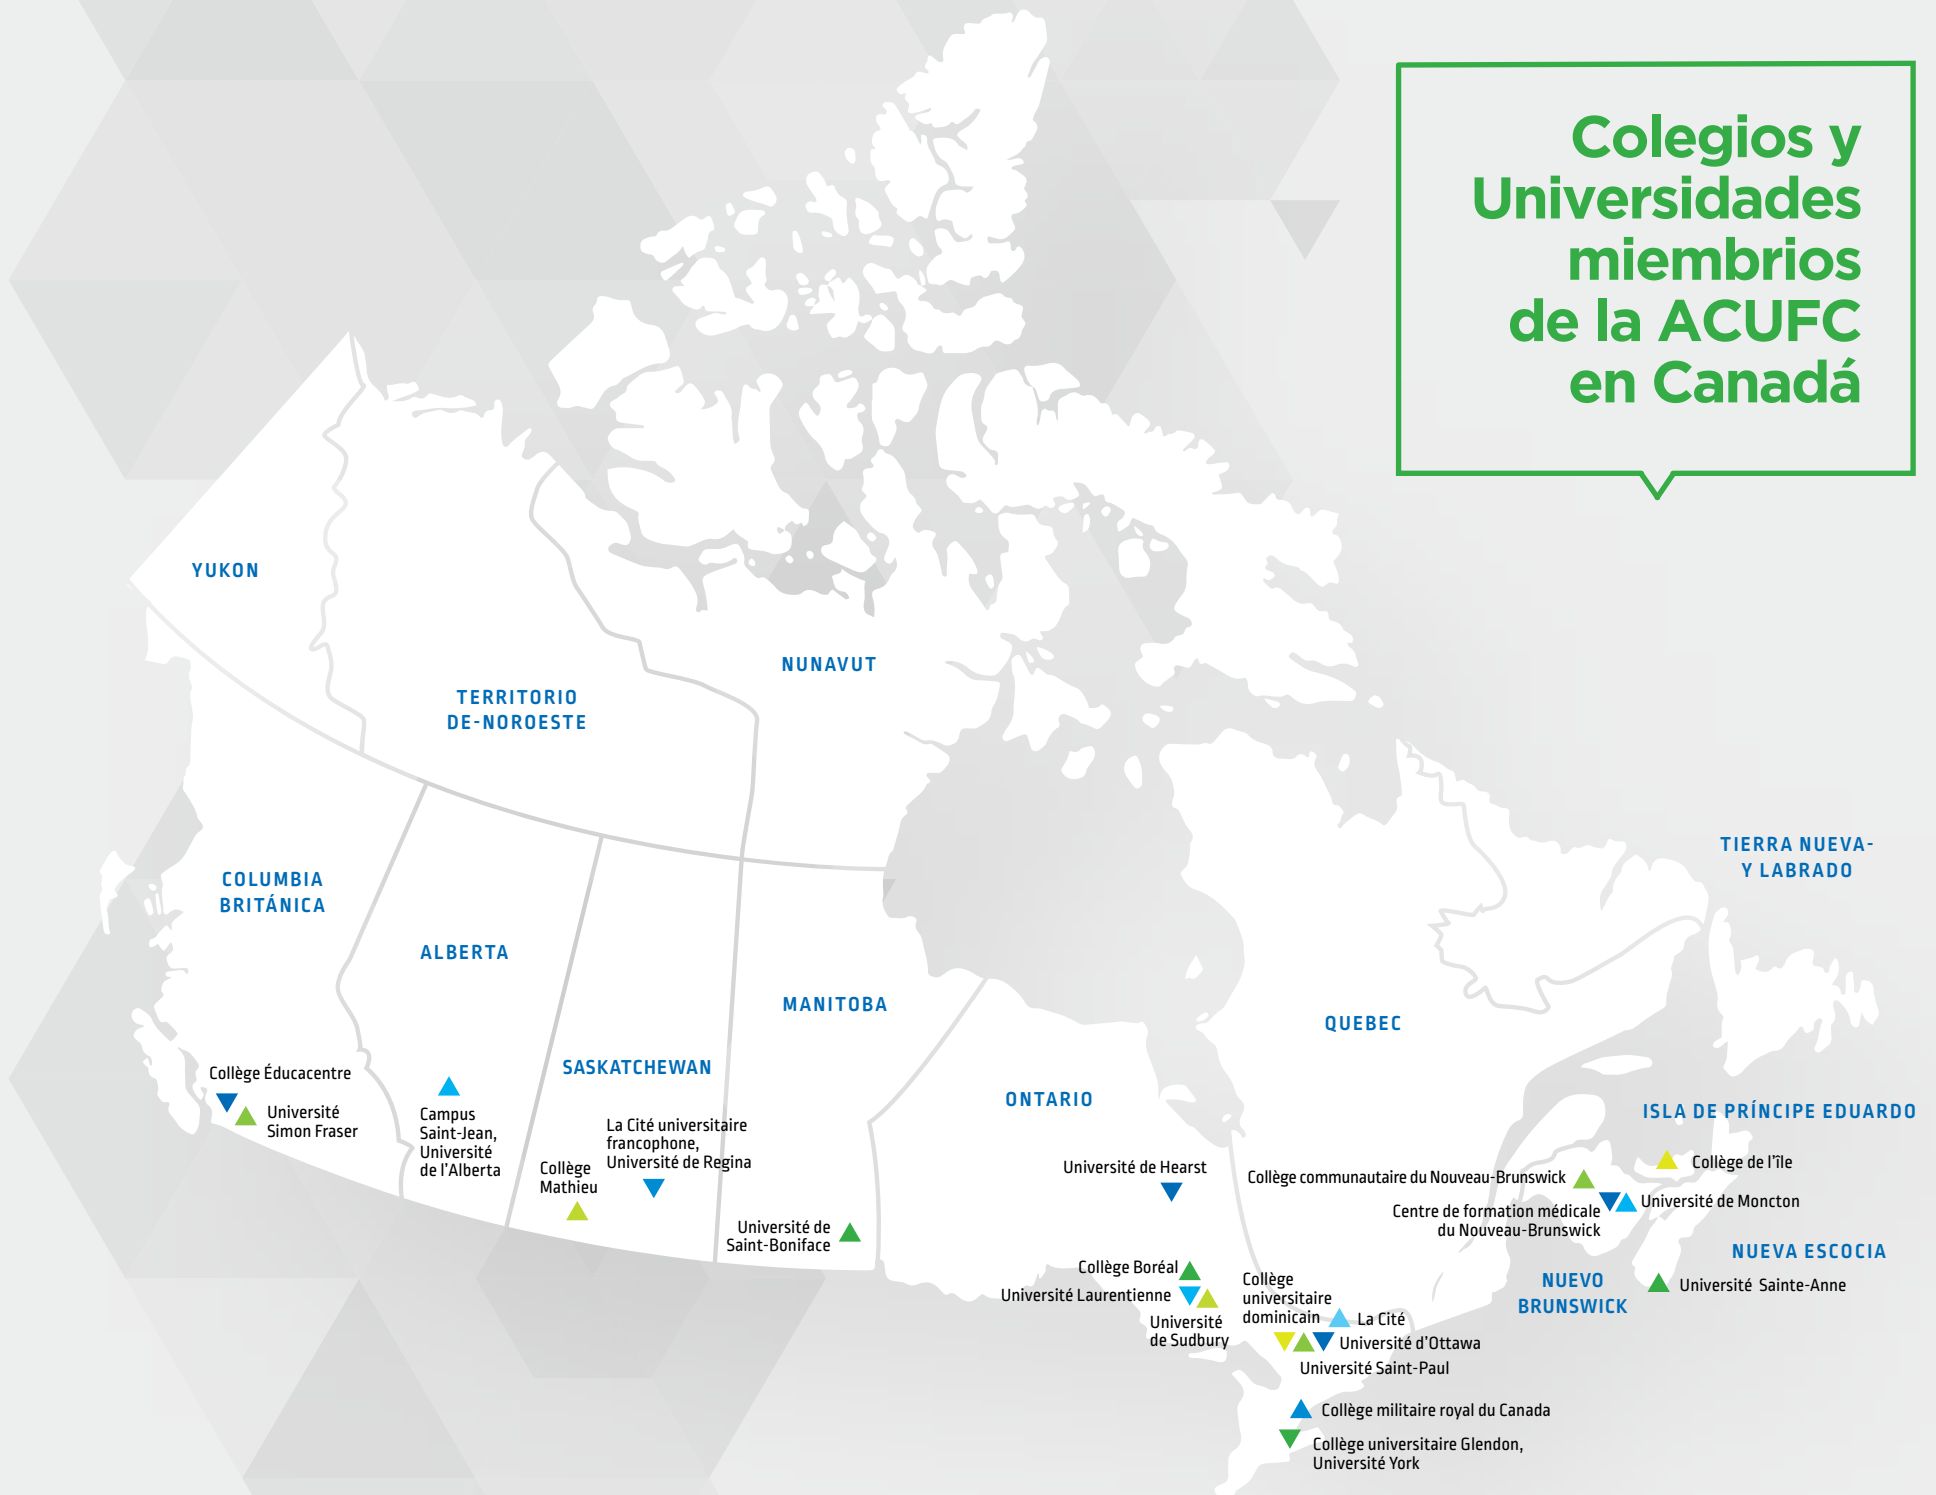 Colegios y
Universidades
miembrios
de la ACUFC
en Canadá
YUKON
TERRITORIO
DE-NOROESTE
NUNAVUT
COLUMBIA
BRITÁNICA
ALBERTA
SASKATCHEWAN
MANITOBA
ONTARIO
QUEBEC
TIERRA NUEVA-
Y LABRADO
ISLA DE PRÍNCIPE EDUARDO
NUEVA ESCOCIA
NUEVO
BRUNSWICK
Collège Éducacentre
Université
Simon Fraser
Campus
Saint-Jean,
Université
de l'Alberta
Collège
Mathieu
La Cité universitaire
francophone,
Université de Regina
Université de
Saint-Boniface
Université de Hearst
Collège Boréal
Université Laurentienne
Université
de Sudbury
Collège
universitaire
dominicain
La Cité
Université d'Ottawa
Université Saint-Paul
Collège militaire royal du Canada
Collège universitaire Glendon,
Université York
Collège communautaire du Nouveau-Brunswick
Centre de formation médicale
du Nouveau-Brunswick
Université de Moncton
Collège de l'île
Université Sainte-Anne